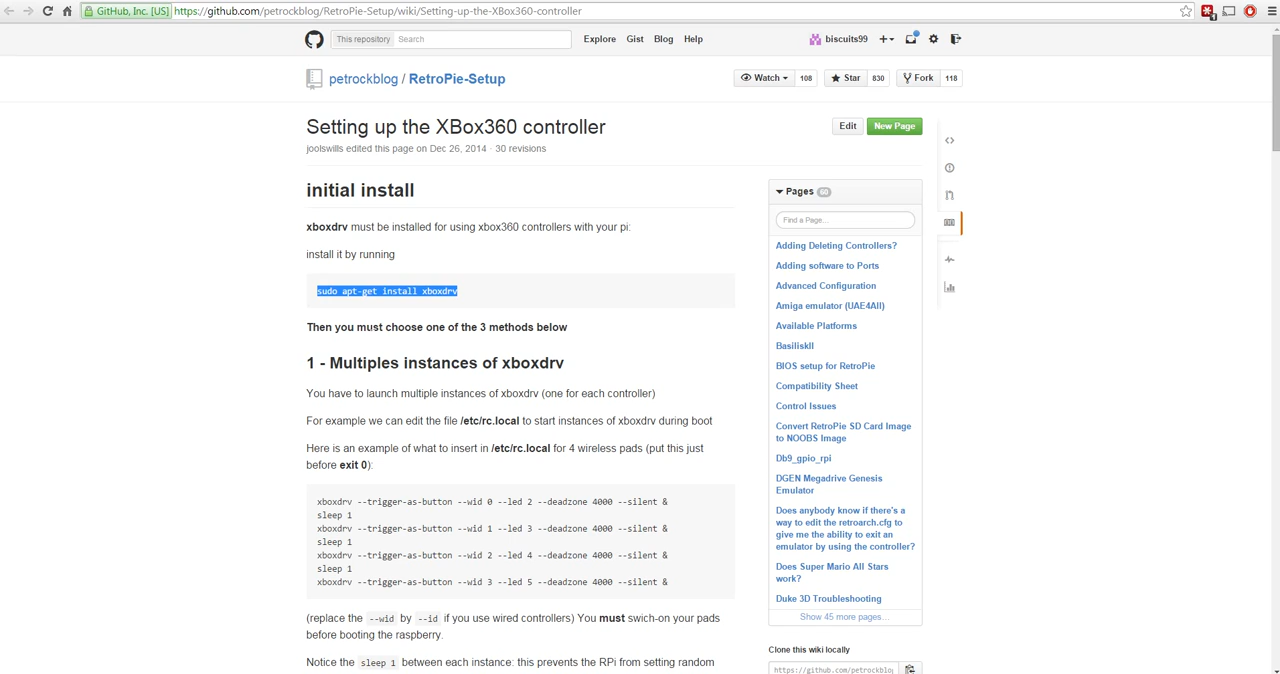 GitHub, Inc. [US] https://github.com/petrockblog/RetroPie-Setup/wiki/Setting-up-the-XBox360-controller
This repository Search Explore Gist Blog Help biscuits99
petrockblog / RetroPie-Setup Watch 108 Star 830 Fork 118
Setting up the XBox360 controller Edit New Page
joolswills edited this page on Dec 26, 2014 · 30 revisions
initial install
xboxdrv must be installed for using xbox360 controllers with your pi:
install it by running
sudo apt-get install xboxdrv
Then you must choose one of the 3 methods below
1 - Multiples instances of xboxdrv
You have to launch multiple instances of xboxdrv (one for each controller)
For example we can edit the file /etc/rc.local to start instances of xboxdrv during boot
Here is an example of what to insert in /etc/rc.local for 4 wireless pads (put this just
before exit 0):
xboxdrv --trigger-as-button --wid 0 --led 2 --deadzone 4000 --silent &
sleep 1
xboxdrv --trigger-as-button --wid 1 --led 3 --deadzone 4000 --silent &
sleep 1
xboxdrv --trigger-as-button --wid 2 --led 4 --deadzone 4000 --silent &
sleep 1
xboxdrv --trigger-as-button --wid 3 --led 5 --deadzone 4000 --silent &
(replace the --wid by --id if you use wired controllers) You must swich-on your pads
before booting the raspberry.
Notice the sleep 1 between each instance: this prevents the RPi from setting random
Pages 60
Find a Page...
Adding Deleting Controllers?
Adding software to Ports
Advanced Configuration
Amiga emulator (UAE4All)
Available Platforms
BasiliskII
BIOS setup for RetroPie
Compatibility Sheet
Control Issues
Convert RetroPie SD Card Image
to NOOBS Image
Db9_gpio_rpi
DGEN Megadrive Genesis
Emulator
Does anybody know if there's a
way to edit the retroarch.cfg to
give me the ability to exit an
emulator by using the controller?
Does Super Mario All Stars
work?
Duke 3D Troubleshooting
Show 45 more pages...
Clone this wiki locally
https://github.com/petrockblo